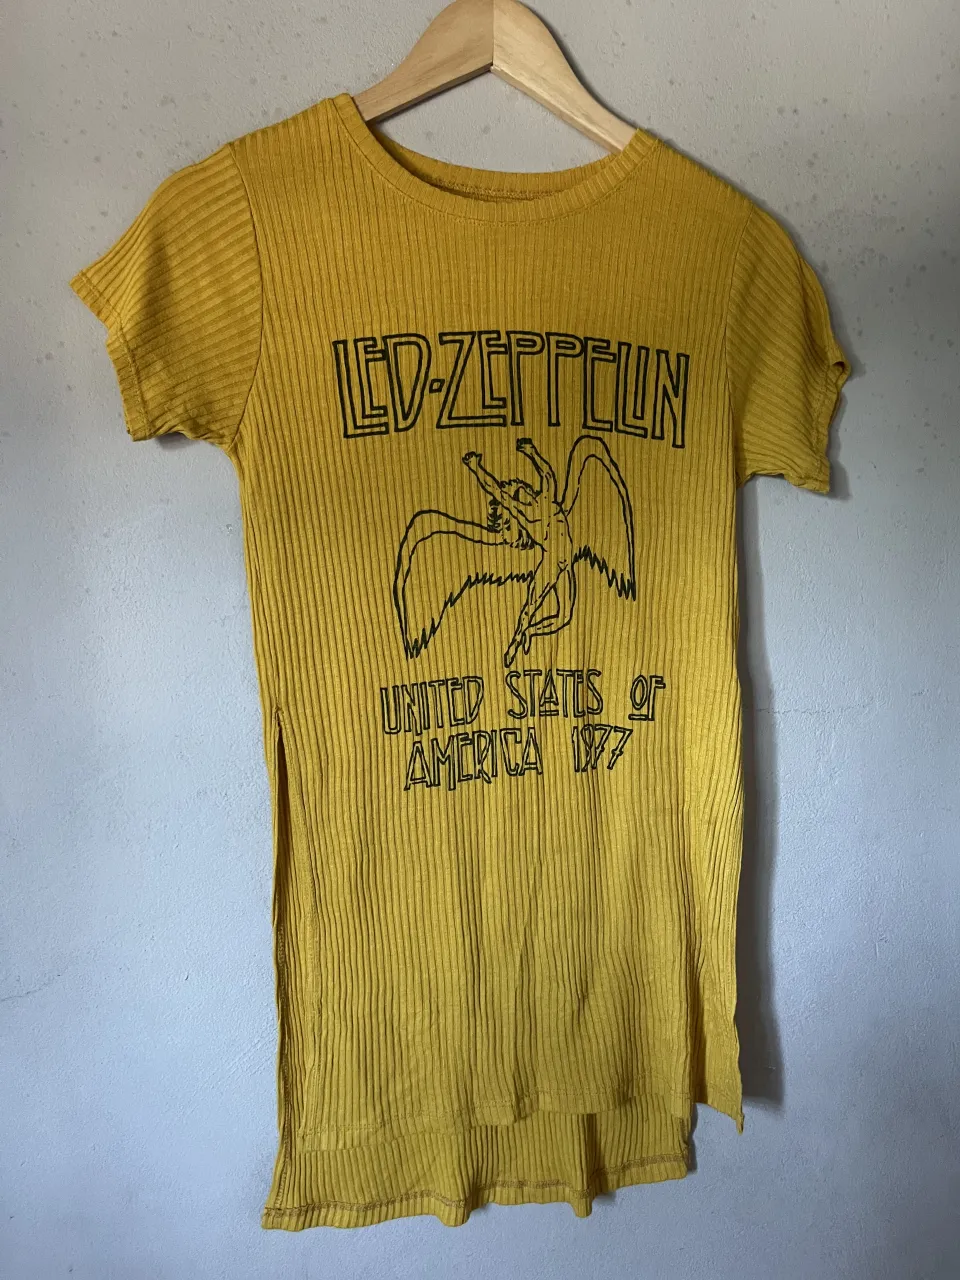 LED-ZEPPELIN
UNITED STATES OF
AMERICA 1977